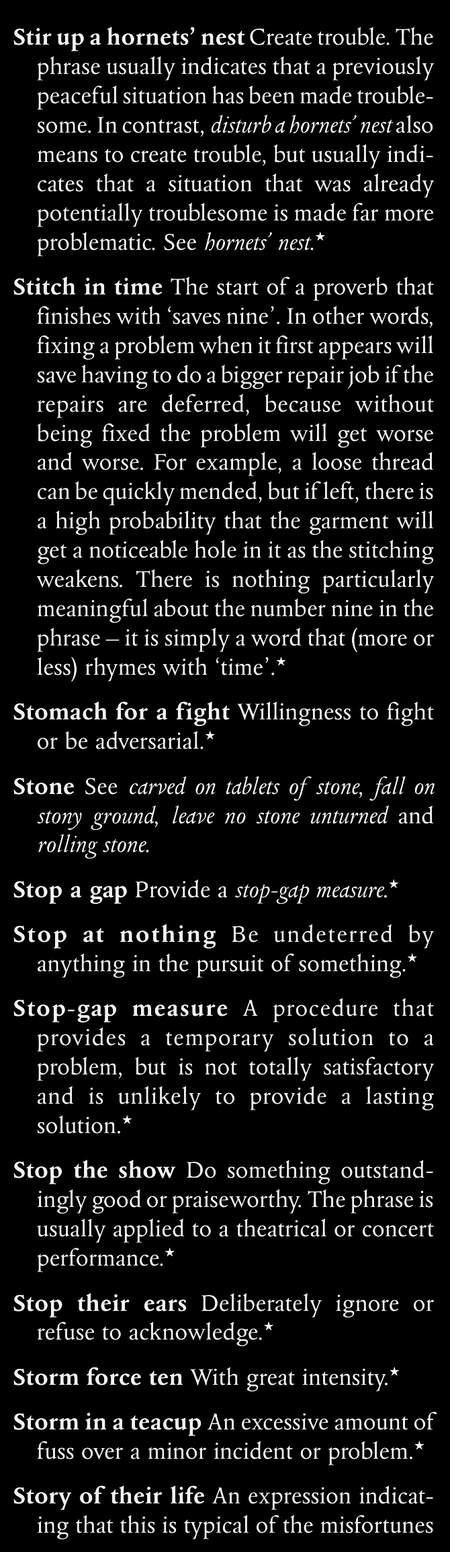 Stir up a hornets’ nest Create trouble. The
phrase usually indicates that a previously
peaceful situation has been made trouble-
some. In contrast, disturb a hornets’ nest also
means to create trouble, but usually indi-
cates that a situation that was already
potentially troublesome is made far more
problematic. See hornets’ nest.★
Stitch in time The start of a proverb that
finishes with ‘saves nine’. In other words,
fixing a problem when it first appears will
save having to do a bigger repair job if the
repairs are deferred, because without
being fixed the problem will get worse
and worse. For example, a loose thread
can be quickly mended, but if left, there is
a high probability that the garment will
get a noticeable hole in it as the stitching
weakens. There is nothing particularly
meaningful about the number nine in the
phrase – it is simply a word that (more or
less) rhymes with ‘time’.★
Stomach for a fight Willingness to fight
or be adversarial.★
Stone See carved on tablets of stone, fall on
stony ground, leave no stone unturned and
rolling stone.
Stop a gap Provide a stop-gap measure.★
Stop at nothing Be undeterred by
anything in the pursuit of something.★
Stop-gap measure A procedure that
provides a temporary solution to a
problem, but is not totally satisfactory
and is unlikely to provide a lasting
solution.★
Stop the show Do something outstand-
ingly good or praiseworthy. The phrase is
usually applied to a theatrical or concert
performance.★
Stop their ears Deliberately ignore or
refuse to acknowledge.★
Storm force ten With great intensity.★
Storm in a teacup An excessive amount of
fuss over a minor incident or problem.★
Story of their life An expression indicat-
ing that this is typical of the misfortunes